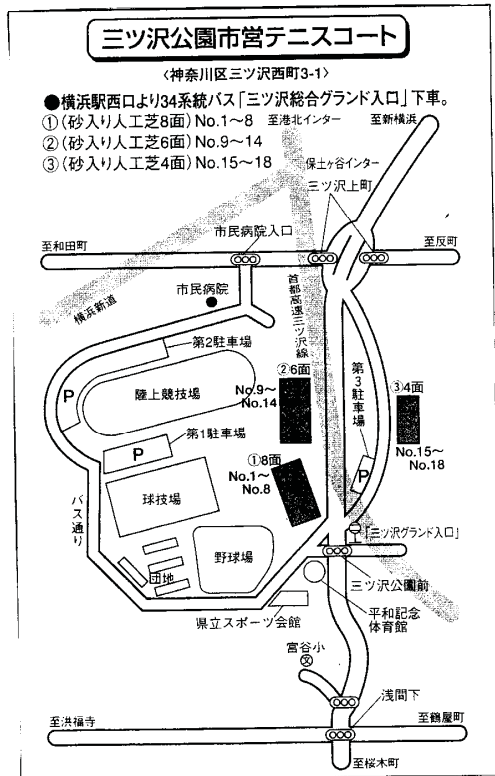 三ツ沢公園市営テニスコート
〈神奈川区三ツ沢西町3-1〉
●横浜駅西口より34系統バス「三ツ沢総合グランド入口」下車。
①(砂入り人工芝8面)No.1〜8
②(砂入り人工芝6面)No.9〜14
③(砂入り人工芝4面)No.15〜18
至港北インター
至新横浜
保土ヶ谷インター
三ツ沢上町
市民病院入口
至和田町
至反町
市民病院
横浜新道
首都高速三ツ沢線
第2駐車場
P
陸上競技場
②6面
No.9〜
No.14
第3駐車場
③4面
No.15〜
No.18
第1駐車場
P
①8面
No.1〜
No.8
P
球技場
バス通り
野球場
団地
「三ツ沢グランド入口」
三ツ沢公園前
平和記念
体育館
県立スポーツ会館
宮谷小
文
浅間下
至洪福寺
至鶴屋町
至桜木町